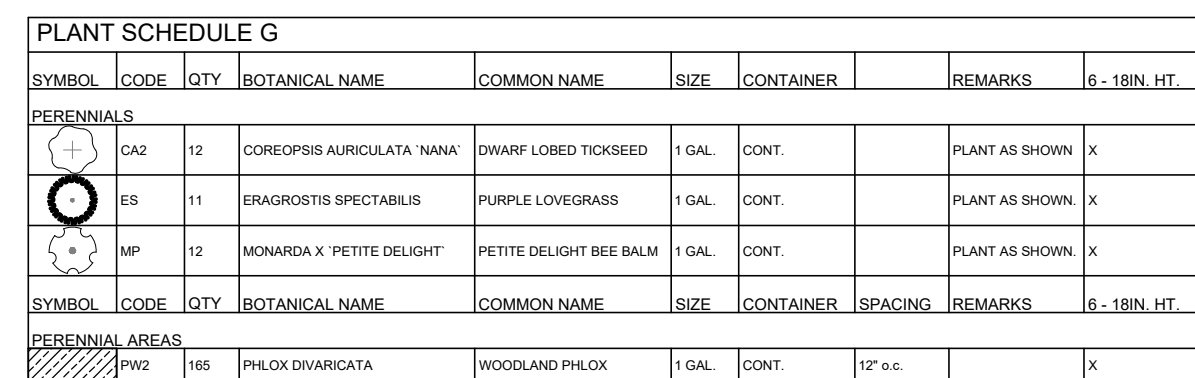 PLANT SCHEDULE G
SYMBOL CODE QTY BOTANICAL NAME COMMON NAME SIZE CONTAINER REMARKS 6 - 18IN. HT.
PERENNIALS
CA2 12 COREOPSIS AURICULATA `NANA` DWARF LOBED TICKSEED 1 GAL. CONT. PLANT AS SHOWN X
ES 11 ERAGROSTIS SPECTABILIS PURPLE LOVEGRASS 1 GAL. CONT. PLANT AS SHOWN. X
MP 12 MONARDA X `PETITE DELIGHT` PETITE DELIGHT BEE BALM 1 GAL. CONT. PLANT AS SHOWN. X
SYMBOL CODE QTY BOTANICAL NAME COMMON NAME SIZE CONTAINER SPACING REMARKS 6 - 18IN. HT.
PERENNIAL AREAS
PW2 165 PHLOX DIVARICATA WOODLAND PHLOX 1 GAL. CONT. 12" o.c. X